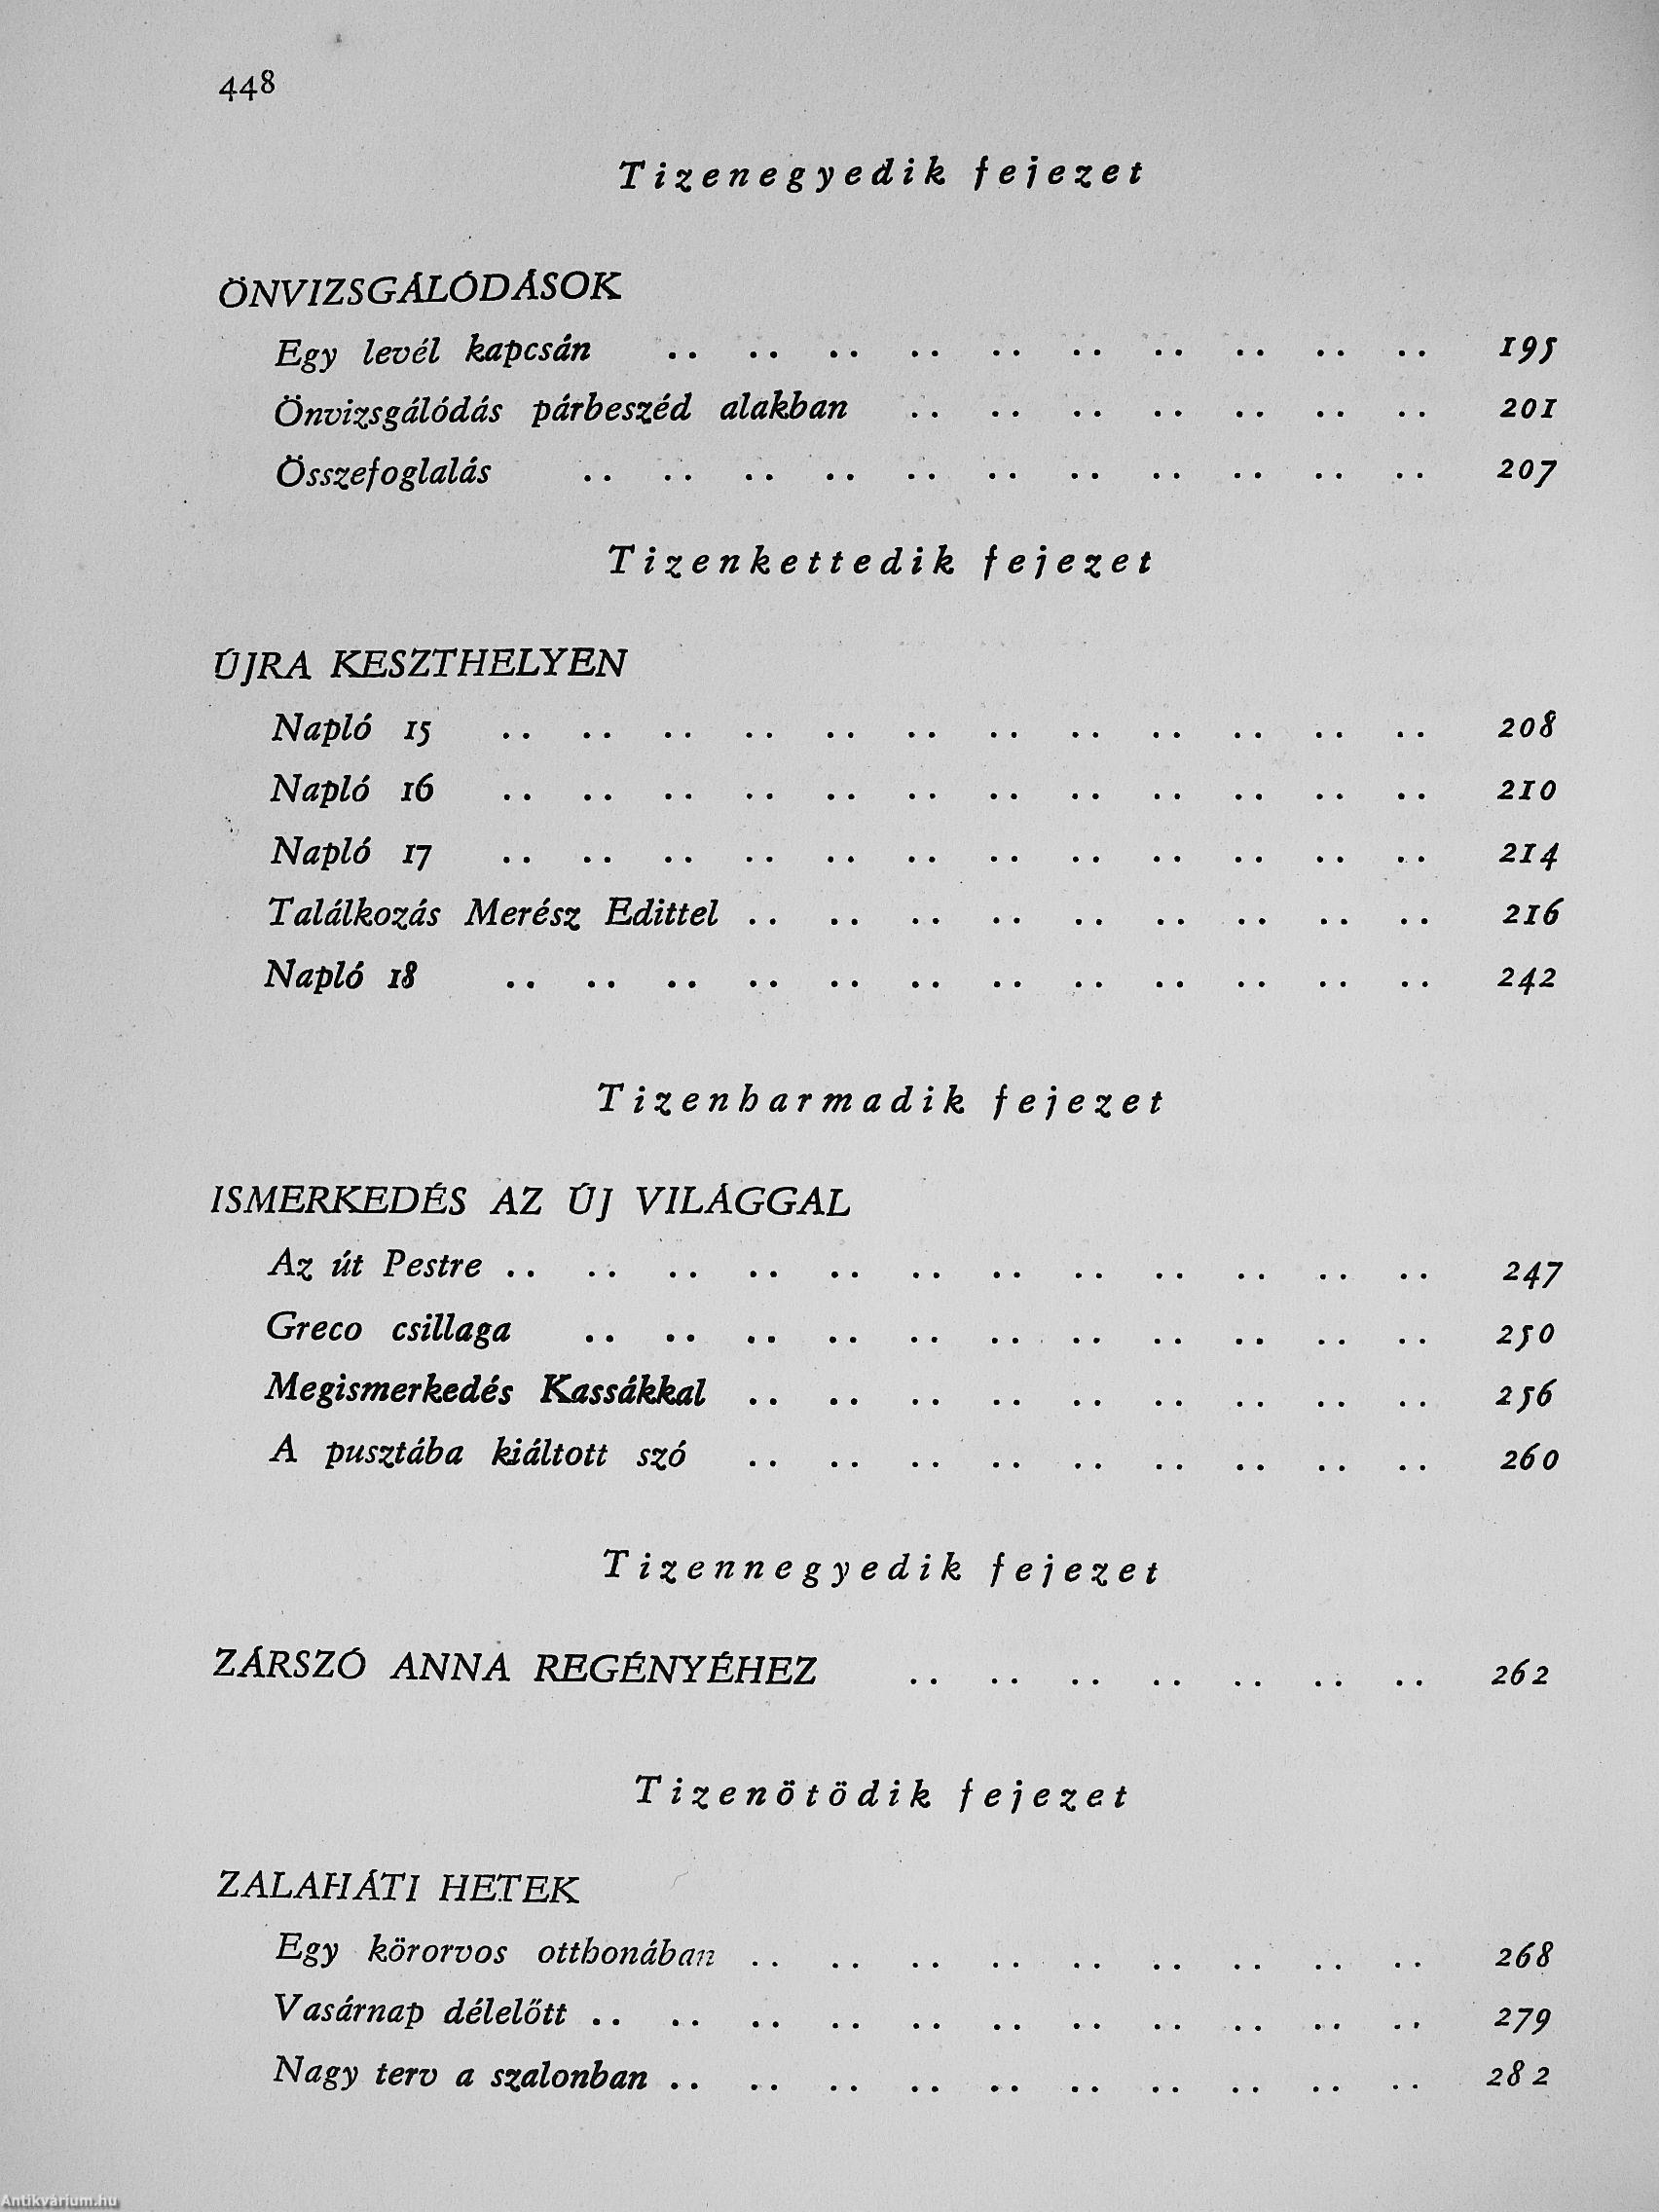 448
Tizenegyedik fejezet
ÖNVIZSGÁLÓDÁSOK
Egy levél kapcsán .. .. .. .. .. .. .. .. .. .. 195
Önvizsgálódás párbeszéd alakban .. .. .. .. .. .. .. 201
Összefoglalás .. .. .. .. .. .. .. .. .. .. .. 207
Tizenkettedik fejezet
ÚJRA KESZTHELYEN
Napló 15 .. .. .. .. .. .. .. .. .. .. .. .. 208
Napló 16 .. .. .. .. .. .. .. .. .. .. .. .. 210
Napló 17 .. .. .. .. .. .. .. .. .. .. .. .. 214
Találkozás Merész Edittel .. .. .. .. .. .. .. .. .. 216
Napló 18 .. .. .. .. .. .. .. .. .. .. .. .. 242
Tizenharmadik fejezet
ISMERKEDÉS AZ ÚJ VILÁGGAL
Az út Pestre .. .. .. .. .. .. .. .. .. .. .. .. 247
Greco csillaga .. .. .. .. .. .. .. .. .. .. .. 250
Megismerkedés Kassákkal .. .. .. .. .. .. .. .. .. 256
A pusztába kiáltott szó .. .. .. .. .. .. .. .. .. 260
Tizennegyedik fejezet
ZÁRSZÓ ANNA REGÉNYÉHEZ .. .. .. .. .. .. .. 262
Tizenötödik fejezet
ZALAHÁTI HETEK
Egy körorvos otthonában .. .. .. .. .. .. .. .. .. 268
Vasárnap délelőtt .. .. .. .. .. .. .. .. .. .. .. 279
Nagy terv a szalonban .. .. .. .. .. .. .. .. .. .. 282
Antikvárium.hu